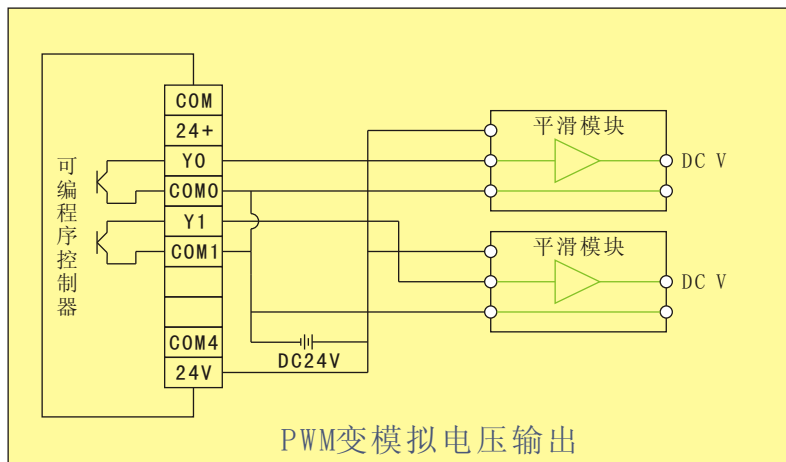 可编程序控制器
COM
24+
Y0
COM0
Y1
COM1
COM4
24V
DC24V
平滑模块
DC V
平滑模块
DC V
PWM变模拟电压输出